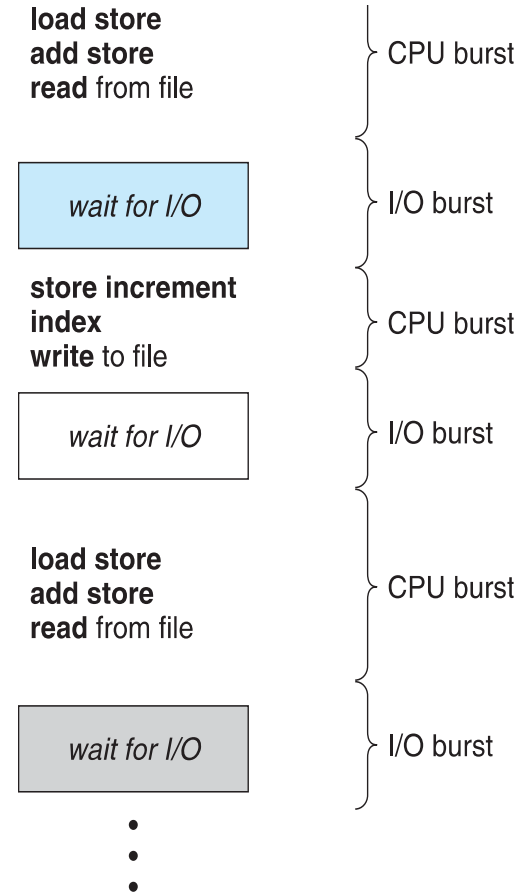 load store
add store
read from file
CPU burst
wait for I/O
I/O burst
store increment
index
write to file
CPU burst
wait for I/O
I/O burst
load store
add store
read from file
CPU burst
wait for I/O
I/O burst